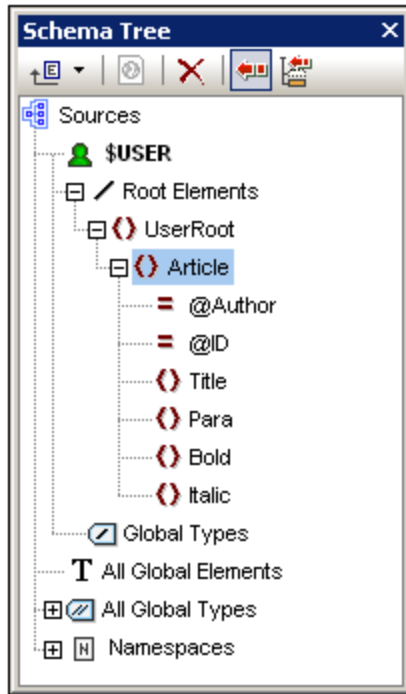 Schema Tree
E
Sources
$USER
Root Elements
UserRoot
Article
@Author
@ID
Title
Para
Bold
Italic
Global Types
T All Global Elements
All Global Types
N Namespaces